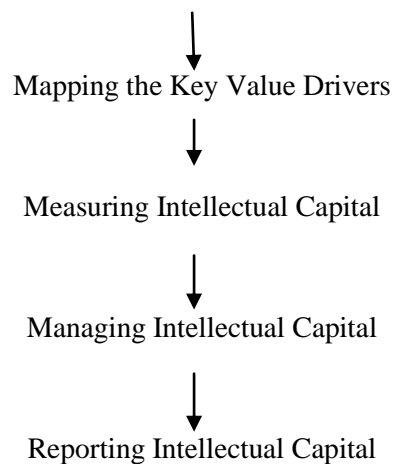 Mapping the Key Value Drivers
Measuring Intellectual Capital
Managing Intellectual Capital
Reporting Intellectual Capital